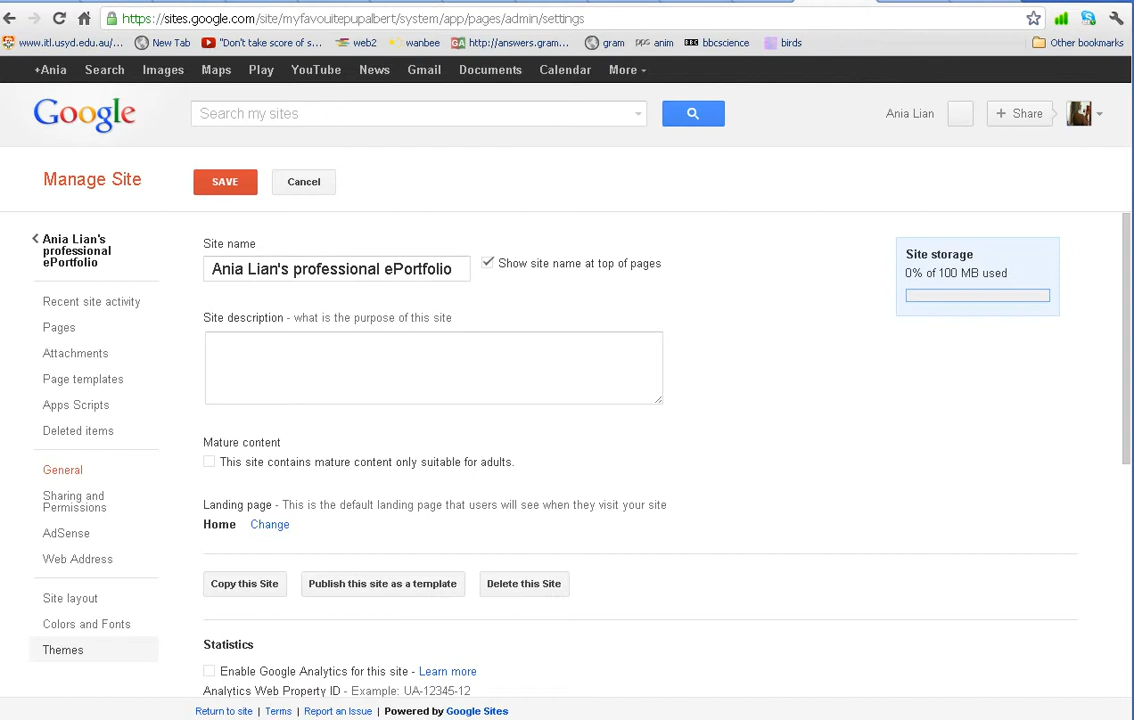 https://sites.google.com/site/myfavouitepupalbert/system/app/pages/admin/settings
www.itl.usyd.edu.au/... New Tab "Don't take score of s... web2 wanbee http://answers.gram... gram anim bbcscience birds Other bookmarks
+Ania Search Images Maps Play YouTube News Gmail Documents Calendar More
Google Search my sites Ania Lian + Share
Manage Site SAVE Cancel
Ania Lian's
professional
ePortfolio
Recent site activity
Pages
Attachments
Page templates
Apps Scripts
Deleted items
General
Sharing and
Permissions
AdSense
Web Address
Site layout
Colors and Fonts
Themes
Site name
Ania Lian's professional ePortfolio Show site name at top of pages
Site description - what is the purpose of this site
Mature content
This site contains mature content only suitable for adults.
Landing page - This is the default landing page that users will see when they visit your site
Home Change
Copy this Site Publish this site as a template Delete this Site
Statistics
Enable Google Analytics for this site - Learn more
Analytics Web Property ID - Example: UA-12345-12
Site storage
0% of 100 MB used
Return to site | Terms | Report an Issue | Powered by Google Sites